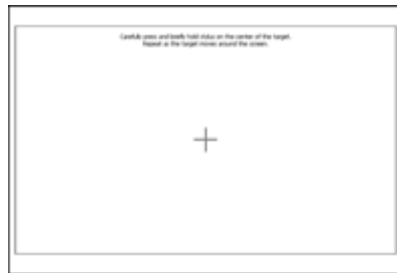 Carefully press and briefly hold stylus on the center of the target.
Repeat as the target moves around the screen.